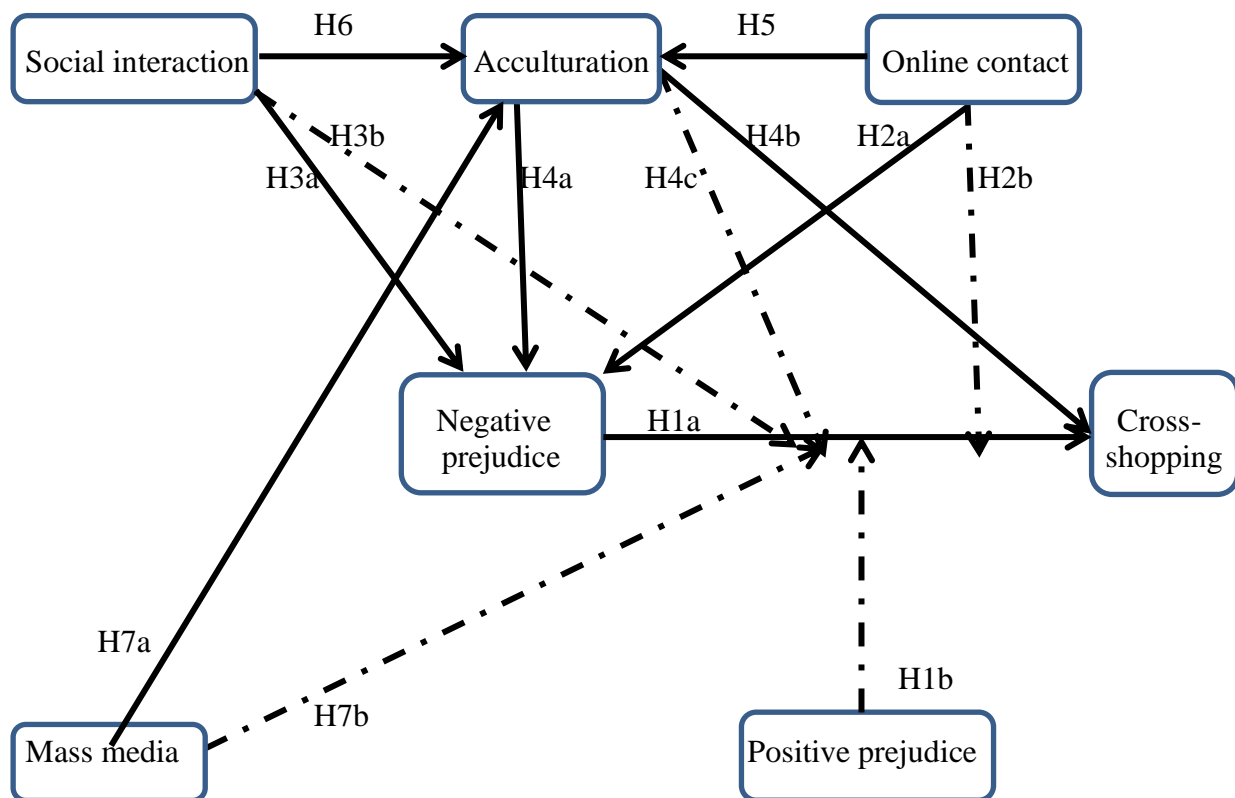 H6
H5
Social interaction
Acculturation
Online contact
H3b
H4b
H2a
H3a
H4a
H4c
H2b
Negative
prejudice
H1a
Cross-
shopping
H7a
H1b
H7b
Mass media
Positive prejudice